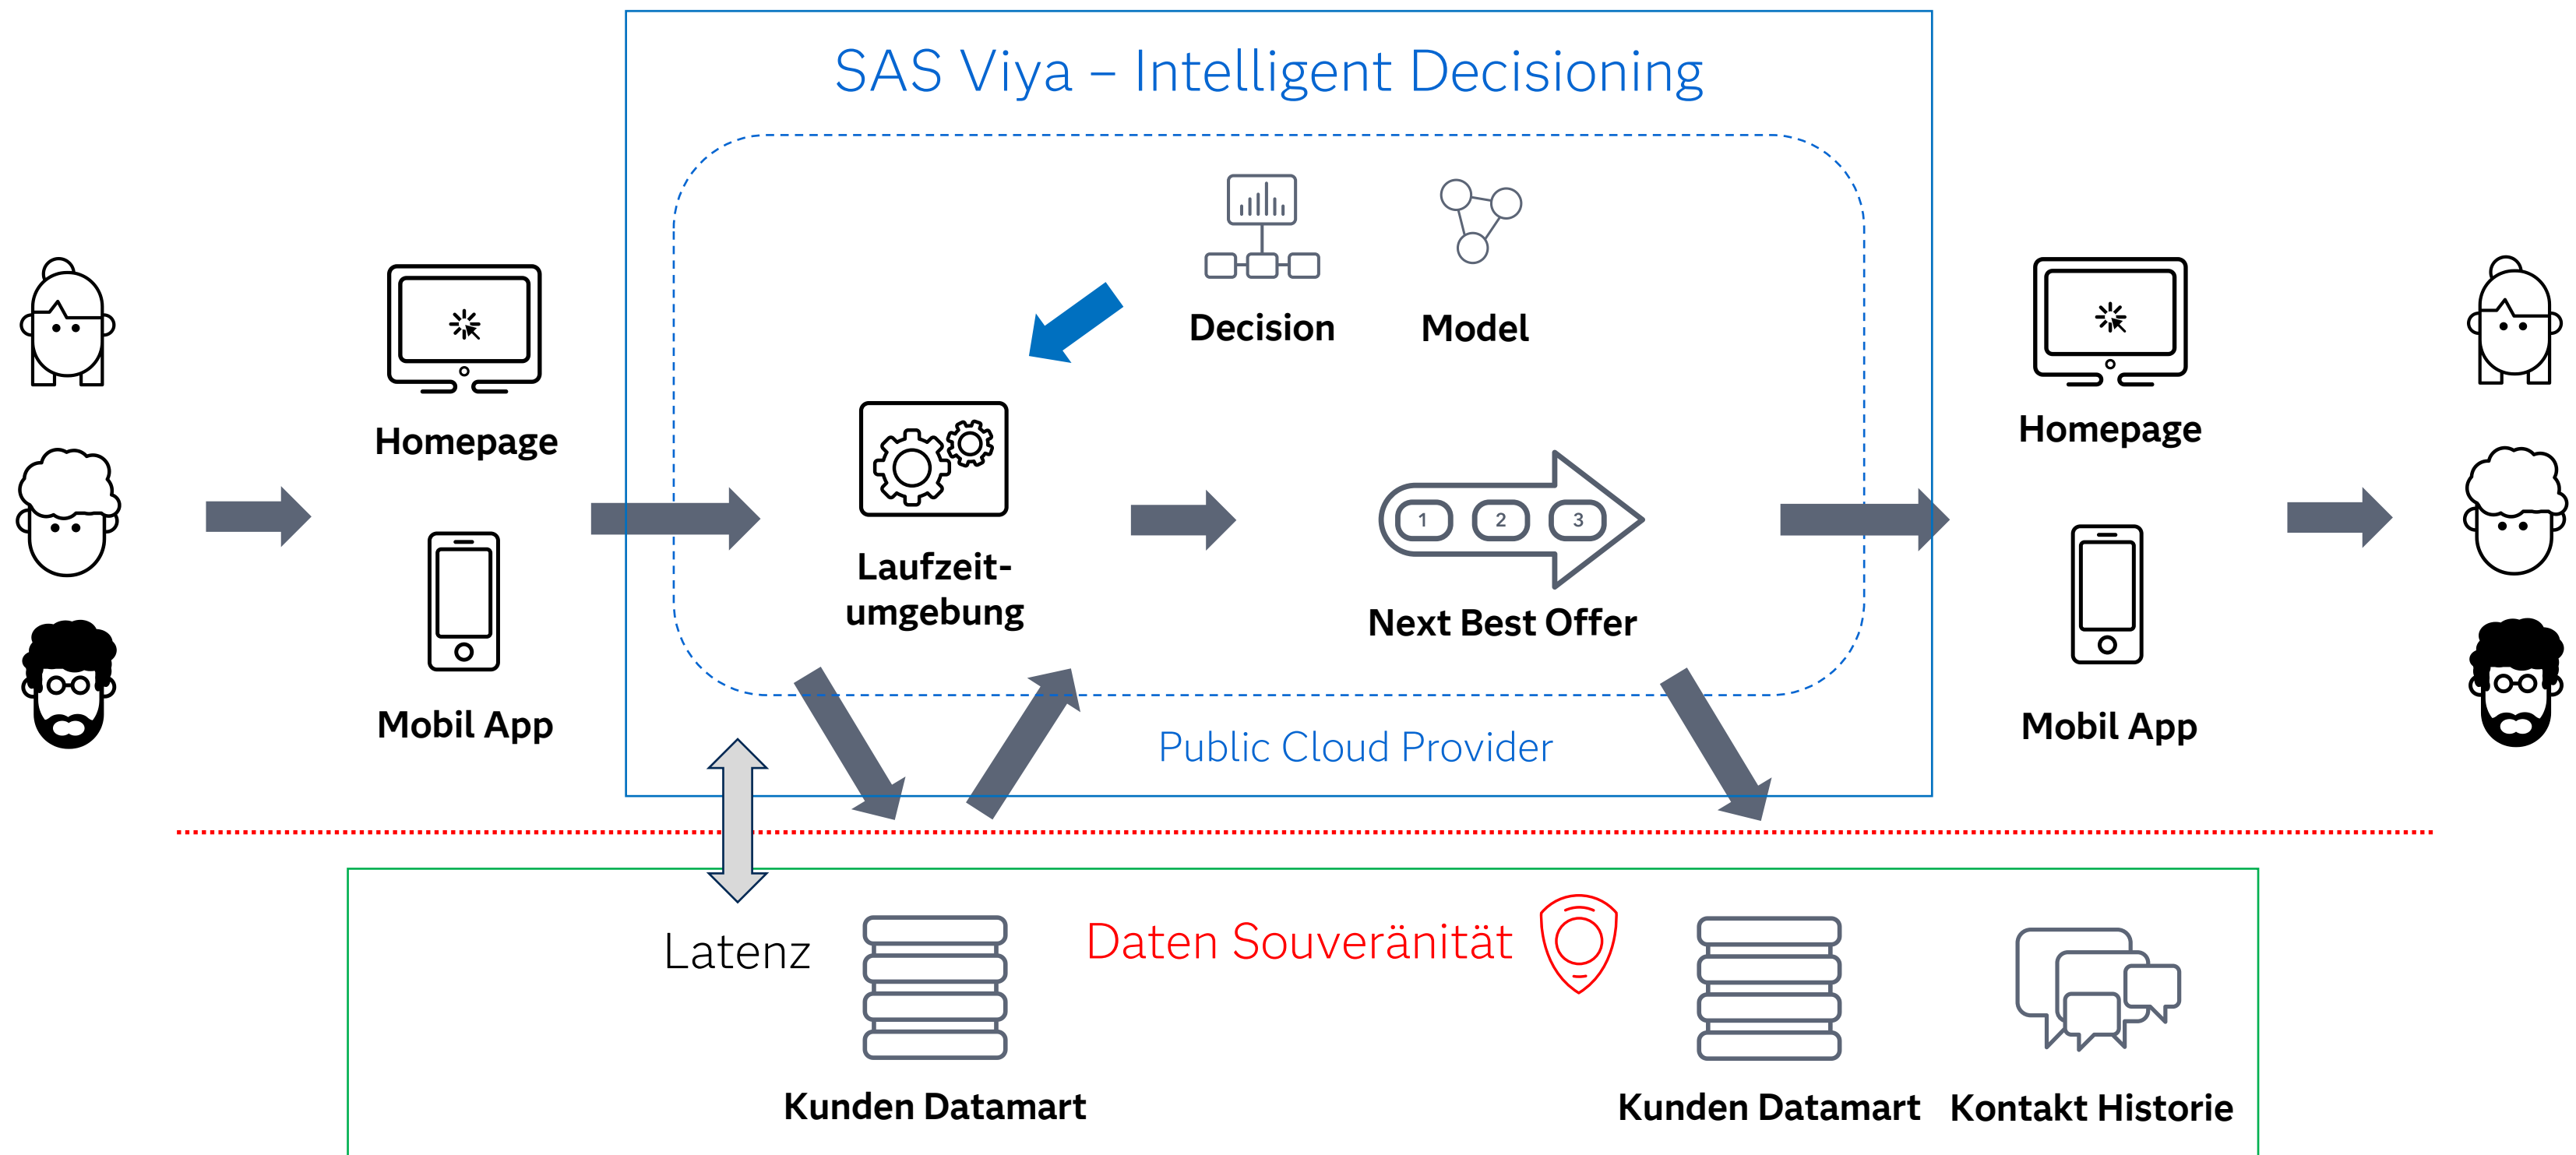 SAS Viya – Intelligent Decisioning
Decision
Model
Homepage
Mobil App
Laufzeit-
umgebung
1
2
3
Next Best Offer
Homepage
Mobil App
Public Cloud Provider
Latenz
Daten Souveränität
Kunden Datamart
Kunden Datamart
Kontakt Historie